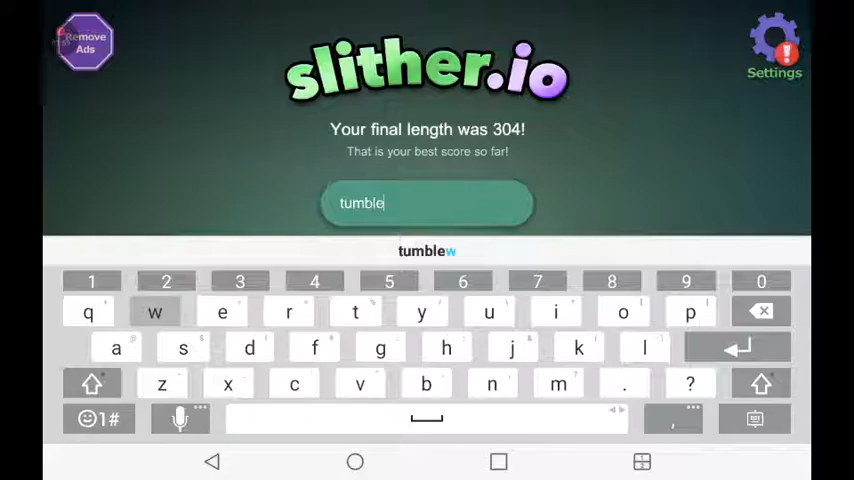 Remove
Ads
slither.io
Settings
Your final length was 304!
That is your best score so far!
tumble
tumblew
1 2 3 4 5 6 7 8 9 0
q w e r t y u i o p
a s d f g h j k l
z x c v b n m . ?
1# ,